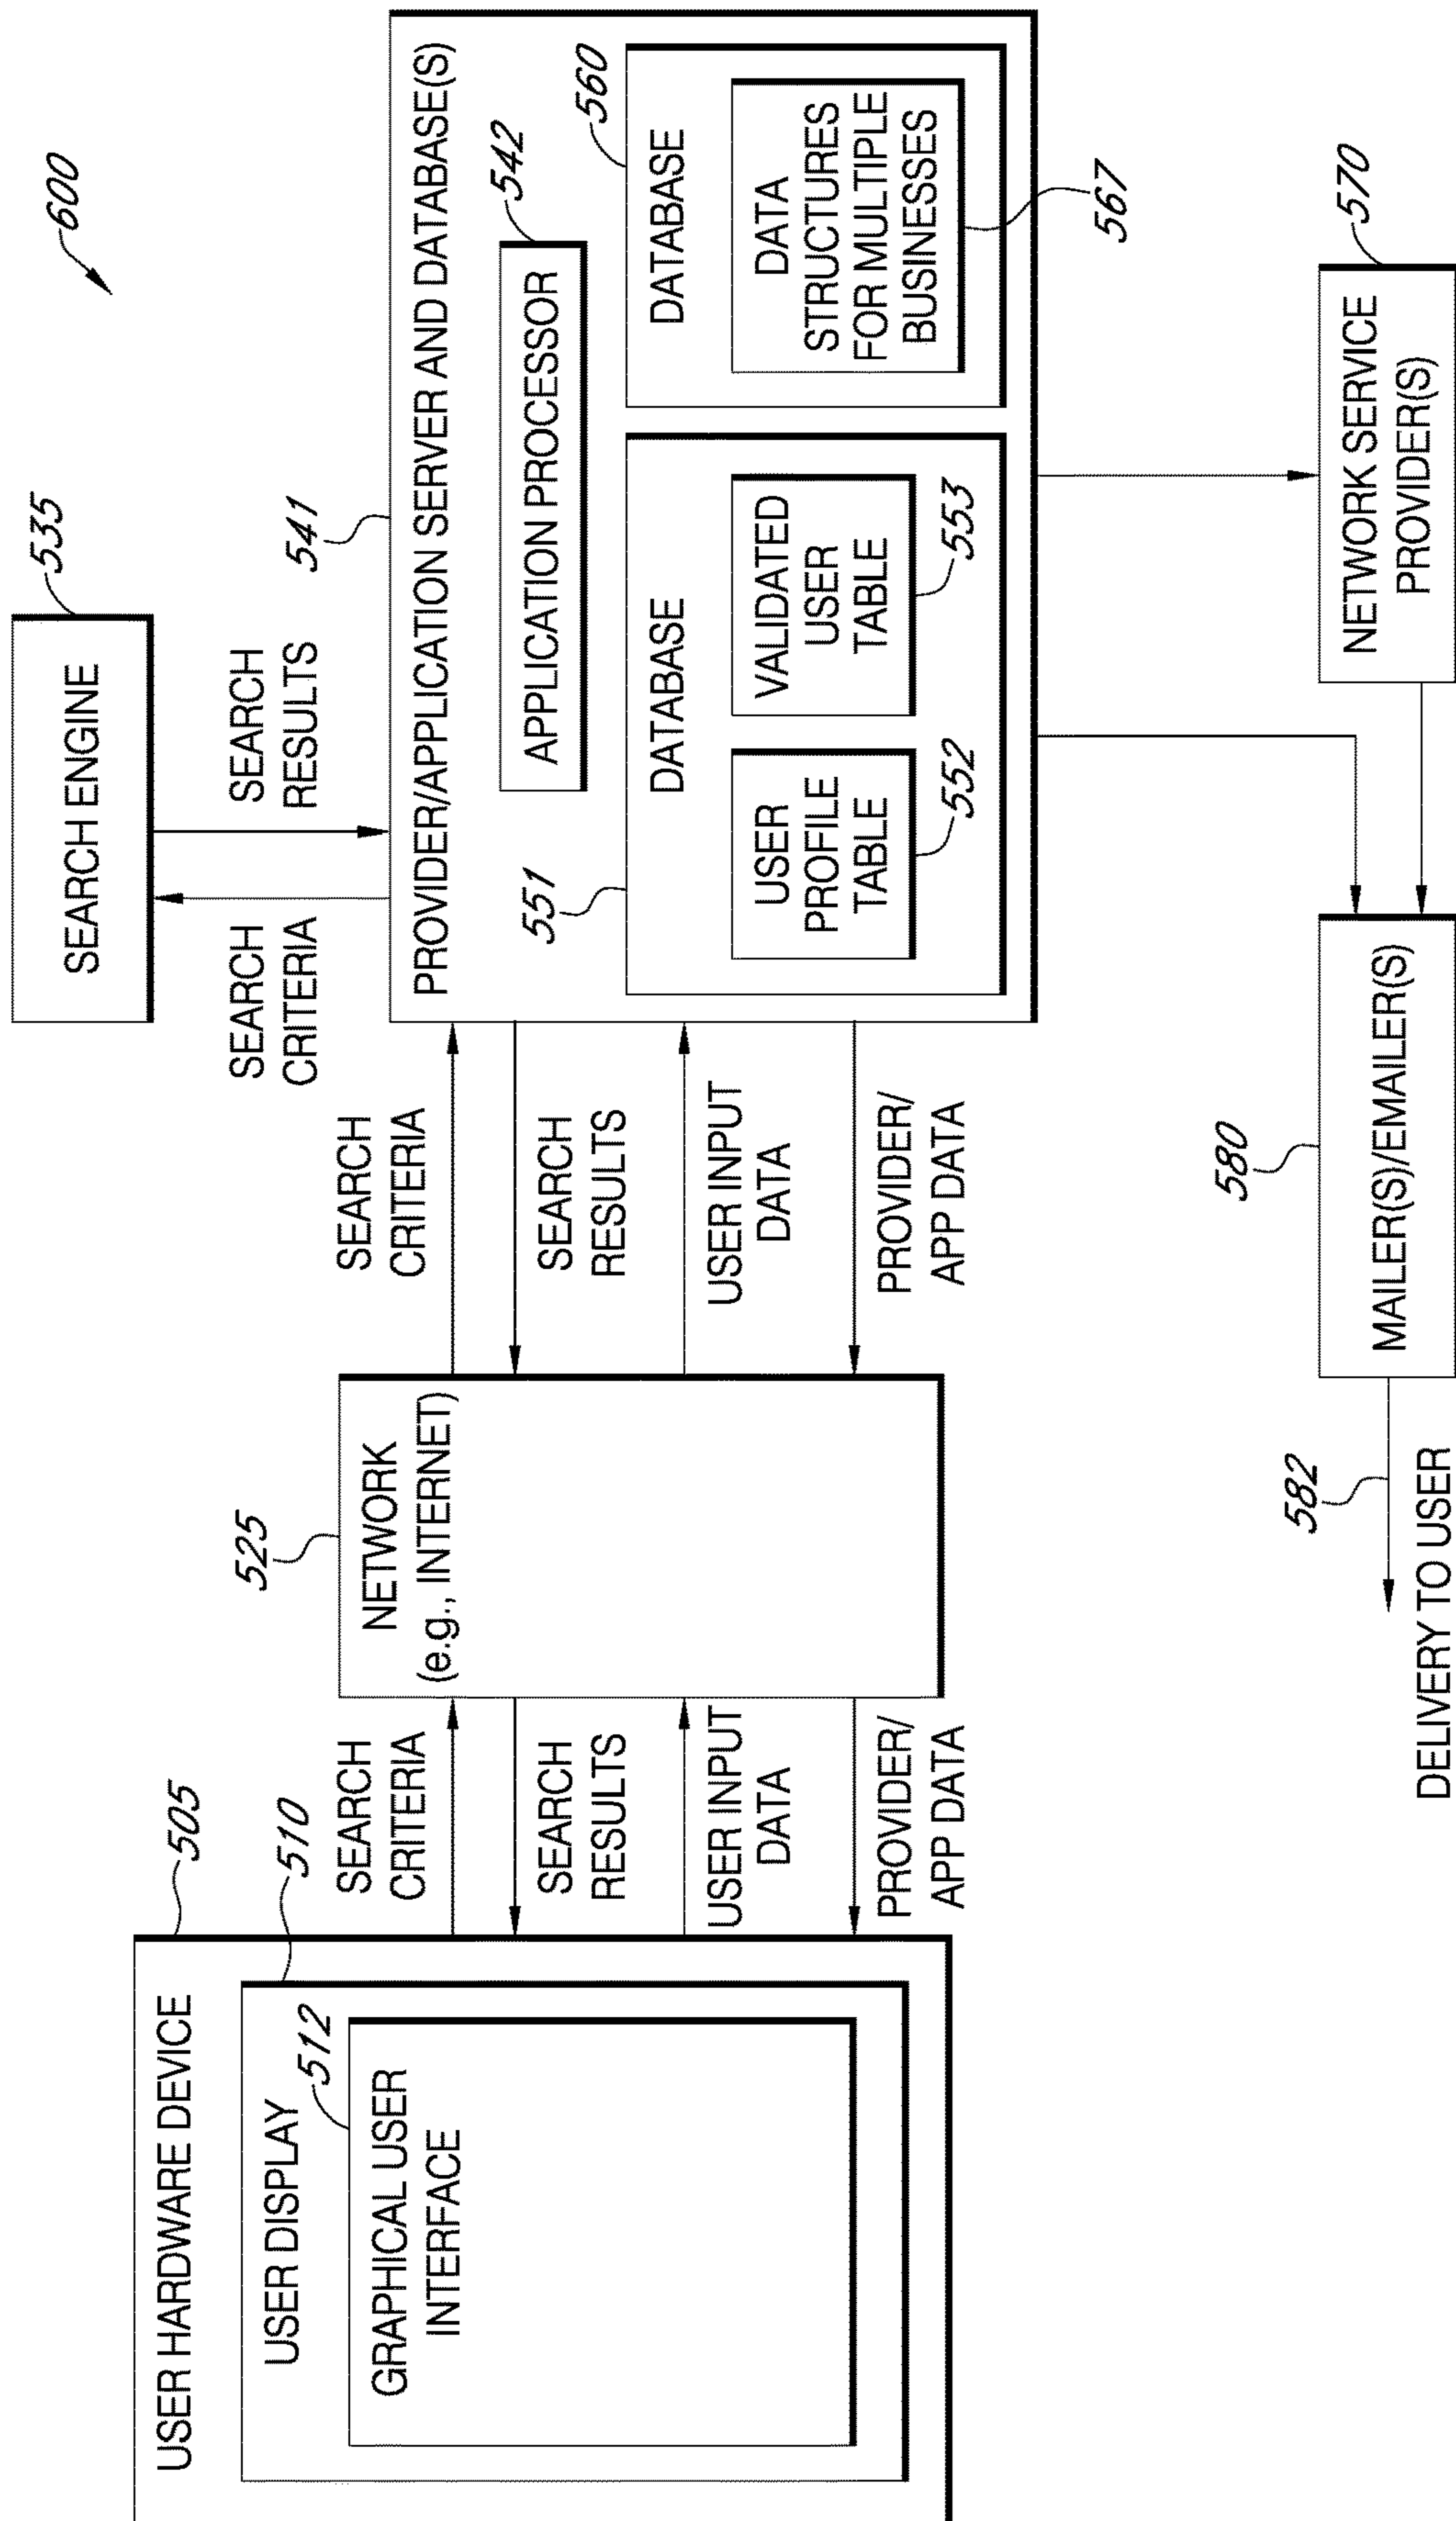 600
535
SEARCH ENGINE
SEARCH
CRITERIA
SEARCH
RESULTS
505
USER HARDWARE DEVICE
510
USER DISPLAY
512
GRAPHICAL USER
INTERFACE
SEARCH
CRITERIA
SEARCH
RESULTS
USER INPUT
DATA
PROVIDER/
APP DATA
525
NETWORK
(e.g., INTERNET)
SEARCH
CRITERIA
SEARCH
RESULTS
USER INPUT
DATA
PROVIDER/
APP DATA
541
PROVIDER/APPLICATION SERVER AND DATABASE(S)
542
APPLICATION PROCESSOR
551
DATABASE
USER
PROFILE
TABLE
552
VALIDATED
USER
TABLE
553
560
DATABASE
DATA
STRUCTURES
FOR MULTIPLE
BUSINESSES
567
570
NETWORK SERVICE
PROVIDER(S)
580
MAILER(S)/EMAILER(S)
582
DELIVERY TO USER